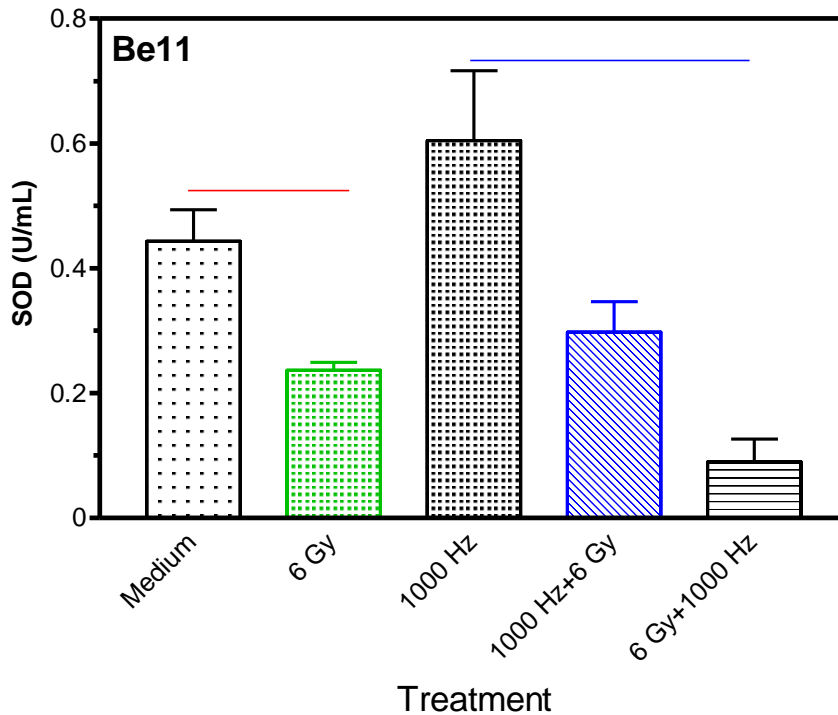 Be11
SOD (U/mL)
0.8
0.6
0.4
0.2
0
Medium
6 Gy
1000 Hz
1000 Hz+6 Gy
6 Gy+1000 Hz
Treatment